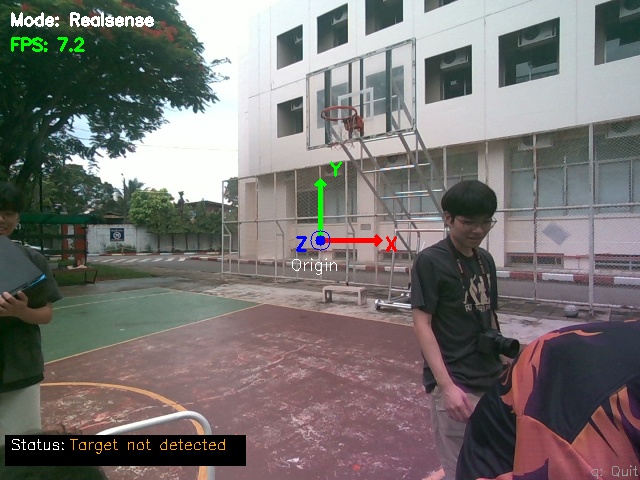 Mode: Realsense
FPS: 7.2
Y
Z
X
Origin
Status: Target not detected
q: Quit